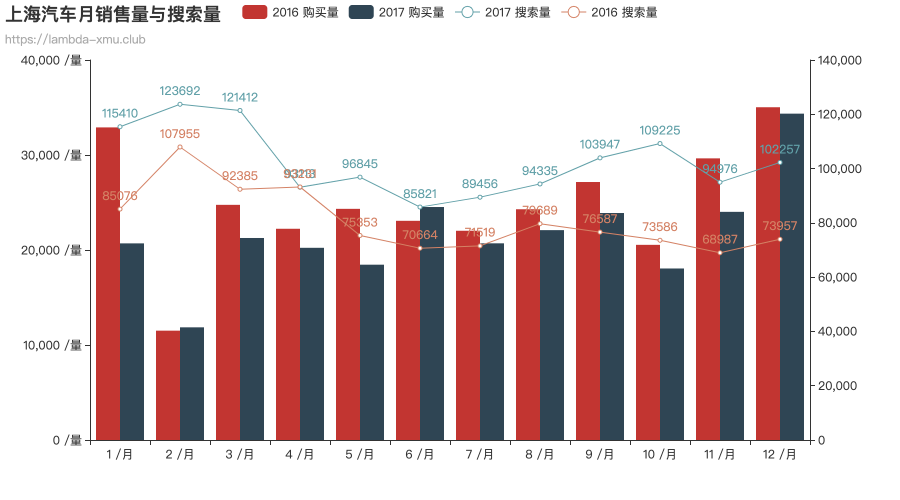 上海汽车月销售量与搜索量
2016 购买量 2017 购买量 2017 搜索量 2016 搜索量
https://lambda-xmu.club
40,000 /量 140,000
123692
121412 120,000
115410
109225
107955
103947
102257
30,000 /量 100,000
96845
94976
94335
92385
89456
85821
85076
80,000
79689
76587
75353
73957
73586
71519
70664
68987
20,000 /量
60,000
10,000 /量 40,000
20,000
0 /量 0
1 /月 2 /月 3 /月 4 /月 5 /月 6 /月 7 /月 8 /月 9 /月 10 /月 11 /月 12 /月